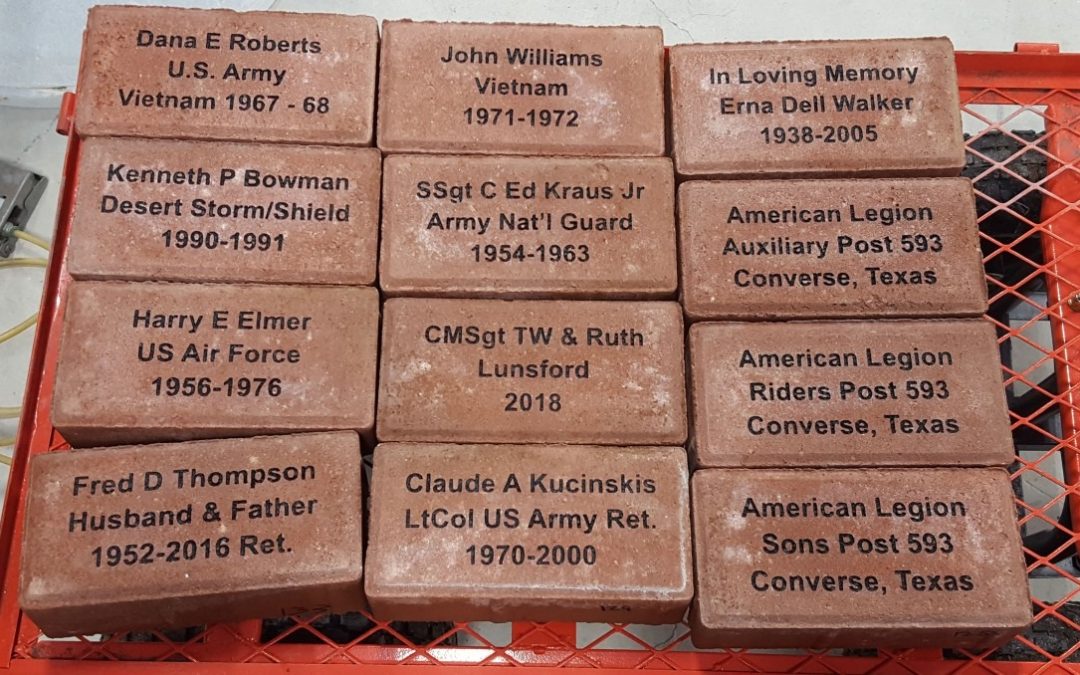 Dana E Roberts
U.S. Army
Vietnam 1967 - 68
John Williams
Vietnam
1971-1972
In Loving Memory
Erna Dell Walker
1938-2005
Kenneth P Bowman
Desert Storm/Shield
1990-1991
SSgt C Ed Kraus Jr
Army Nat'l Guard
1954-1963
American Legion
Auxiliary Post 593
Converse, Texas
Harry E Elmer
US Air Force
1956-1976
CMSgt TW & Ruth
Lunsford
2018
American Legion
Riders Post 593
Converse, Texas
Fred D Thompson
Husband & Father
1952-2016 Ret.
Claude A Kucinskis
LtCol US Army Ret.
1970-2000
American Legion
Sons Post 593
Converse, Texas